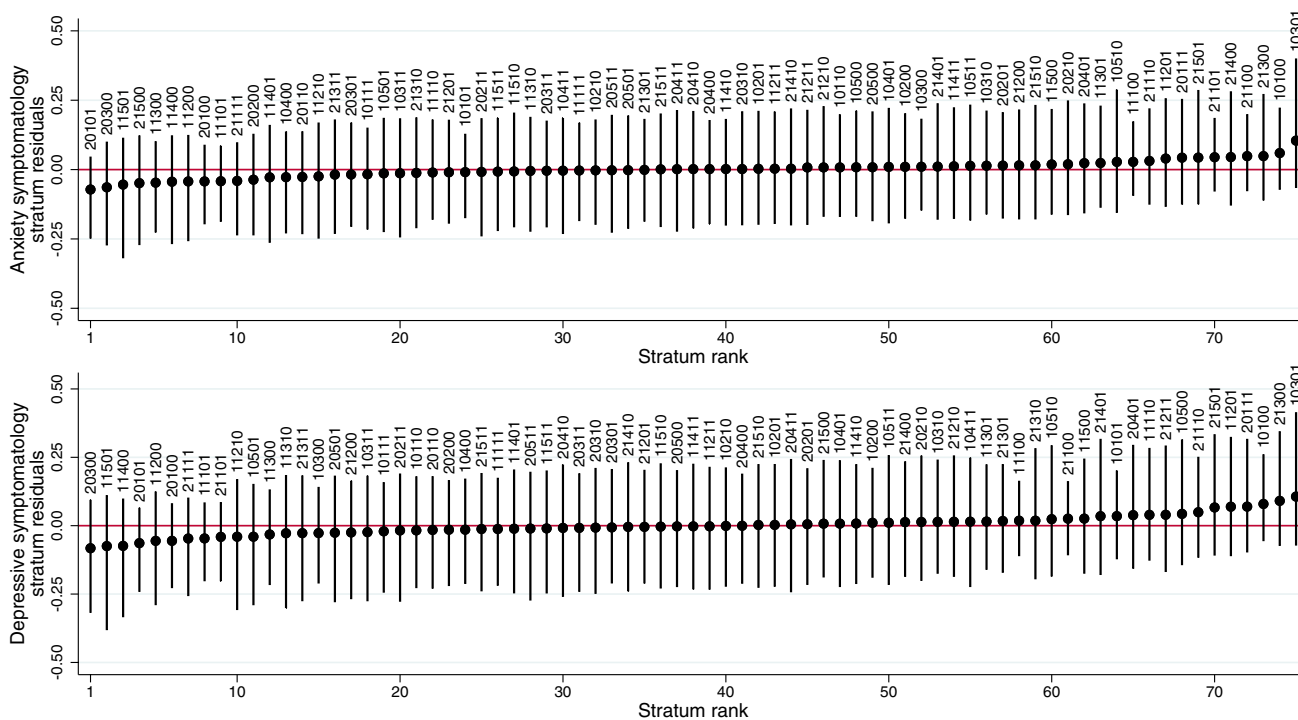 Anxiety symptomatology
stratum residuals
0.50
0.25
0.00
-0.25
-0.50
20101 20300 11501 21500 11300 11400 11200 20100 11101 21111 20200 11401 10400 20110 11210 21311 20301 10111 10501 10311 21310 11110 21201 10101 20211 11511 11510 11310 20311 10411 11111 10210 20511 20501 21301 21511 20411 20410 20400 11410 20310 10201 11211 21410 21211 21210 10110 20510 20500 10401 10200 10300 21401 11411 10511 10310 20201 21200 21510 11500 20210 20401 11301 10510 11100 21110 11201 20111 21501 21101 21400 21100 21300 10100 10301
1 10 20 30 40 50 60 70
Stratum rank
Depressive symptomatology
stratum residuals
0.50
0.25
0.00
-0.25
-0.50
20300 11501 11400 20101 11200 20100 21111 11101 21101 11210 10501 11300 11310 21311 10300 20501 21200 10311 10111 20211 10110 20110 20200 10400 21511 11111 11401 20511 11511 20410 20311 20310 20301 21410 21201 11510 20500 11411 11211 10210 20400 21510 10201 20411 20201 21500 10401 11410 10200 10511 21400 20210 10310 21210 10411 11301 21301 11100 21310 10510 21100 11500 21401 10101 20401 11110 21211 10500 21110 21501 11201 20111 10100 21300 10301
1 10 20 30 40 50 60 70
Stratum rank